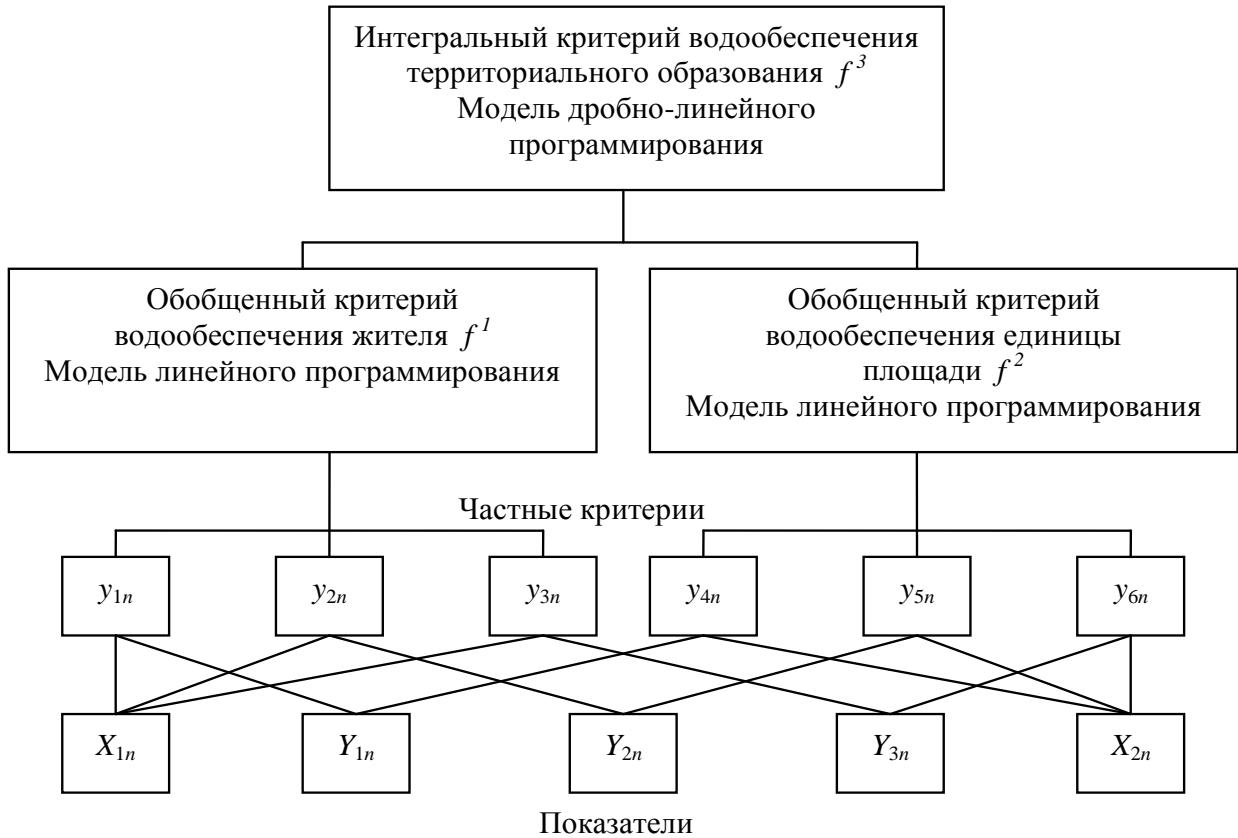 Интегральный критерий водообеспечения
территориального образования f³
Модель дробно-линейного
программирования
Обобщенный критерий
водообеспечения жителя f¹
Модель линейного программирования
Обобщенный критерий
водообеспечения единицы
площади f²
Модель линейного программирования
Частные критерии
y₁ₙ y₂ₙ y₃ₙ y₄ₙ y₅ₙ y₆ₙ
X₁ₙ Y₁ₙ Y₂ₙ Y₃ₙ X₂ₙ
Показатели